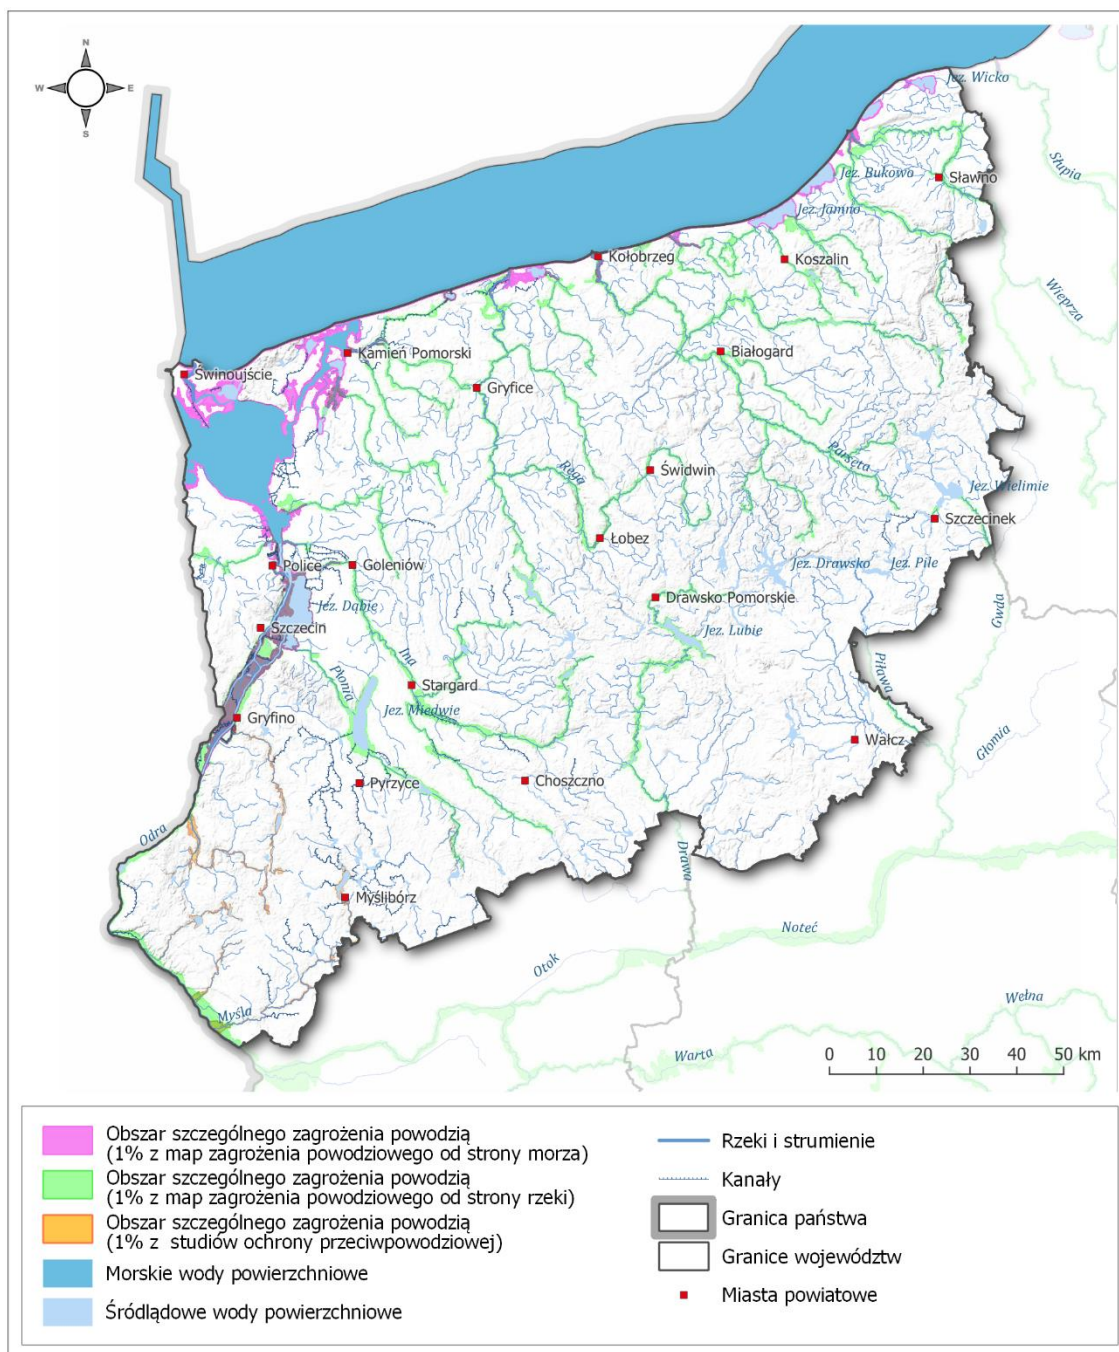 N
W
E
S
Jez. Wicko
Słupia
Jez. Bukowo
Sławno
Jez. Jamno
Kołobrzeg
Koszalin
Wieprza
Kamień Pomorski
Białogard
Świnoujście
Gryfice
Parsęta
Rega
Świdwin
Jez. Wielimie
Szczecinek
Łobez
Police
Goleniów
Jez. Drawsko
Jez. Pile
Drawsko Pomorskie
Jez. Dąbie
Gwda
Szczecin
Jez. Lubie
Ina
Piława
Płonia
Stargard
Jez. Miedwie
Gryfino
Wałcz
Głomia
Pyrzyce
Choszczno
Odra
Drawa
Myślibórz
Noteć
Otok
Wełna
Myśla
Warta
0 10 20 30 40 50 km
Obszar szczególnego zagrożenia powodzią
(1% z map zagrożenia powodziowego od strony morza)
Obszar szczególnego zagrożenia powodzią
(1% z map zagrożenia powodziowego od strony rzeki)
Obszar szczególnego zagrożenia powodzią
(1% z studiów ochrony przeciwpowodziowej)
Morskie wody powierzchniowe
Śródlądowe wody powierzchniowe
Rzeki i strumienie
Kanały
Granica państwa
Granice województw
Miasta powiatowe